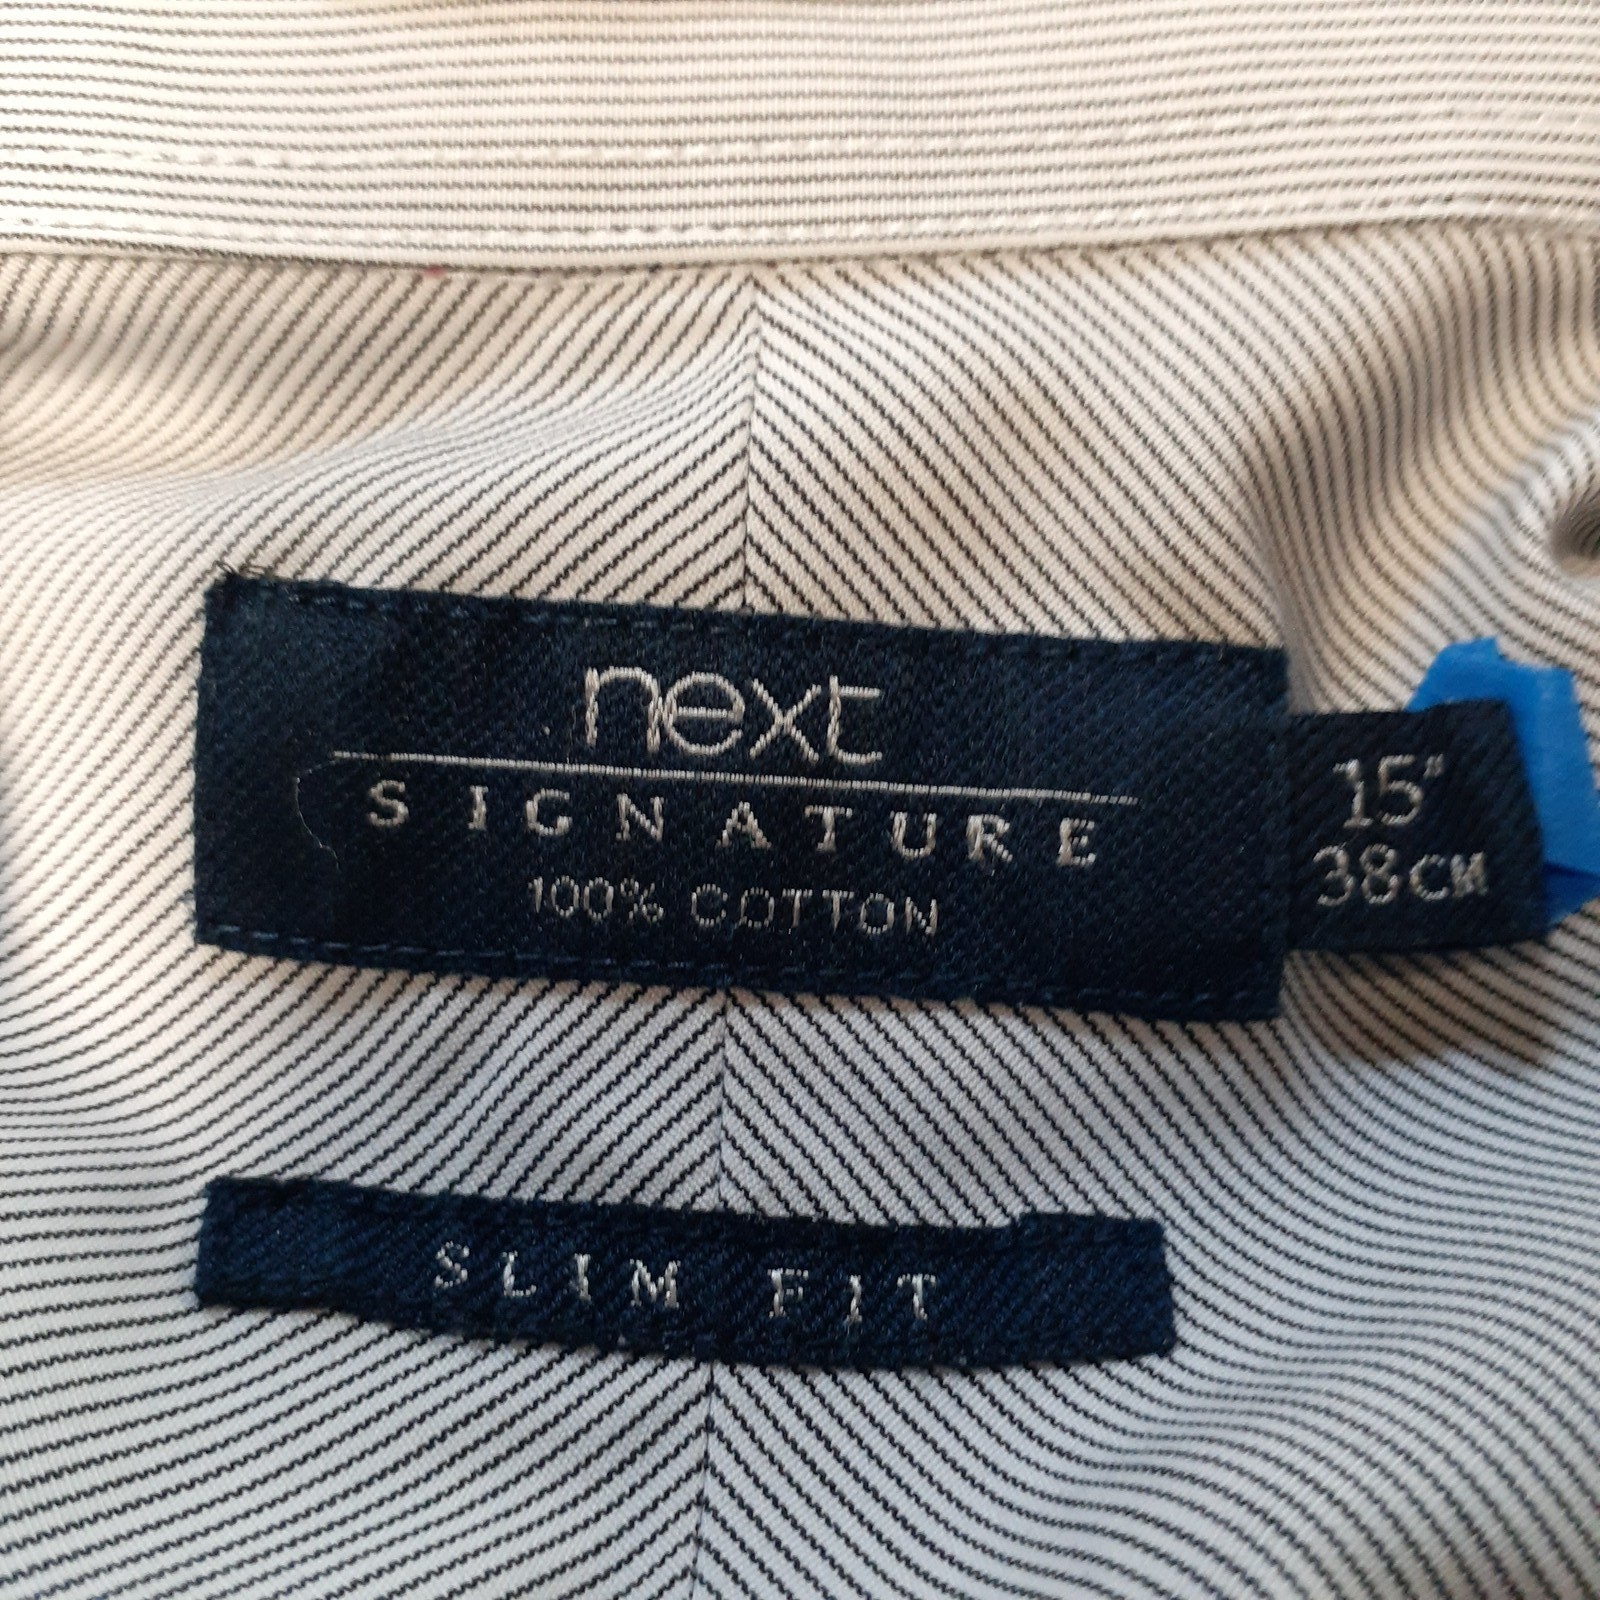 next
SIGNATURE
100% COTTON
15"
38CM
SLIM FIT